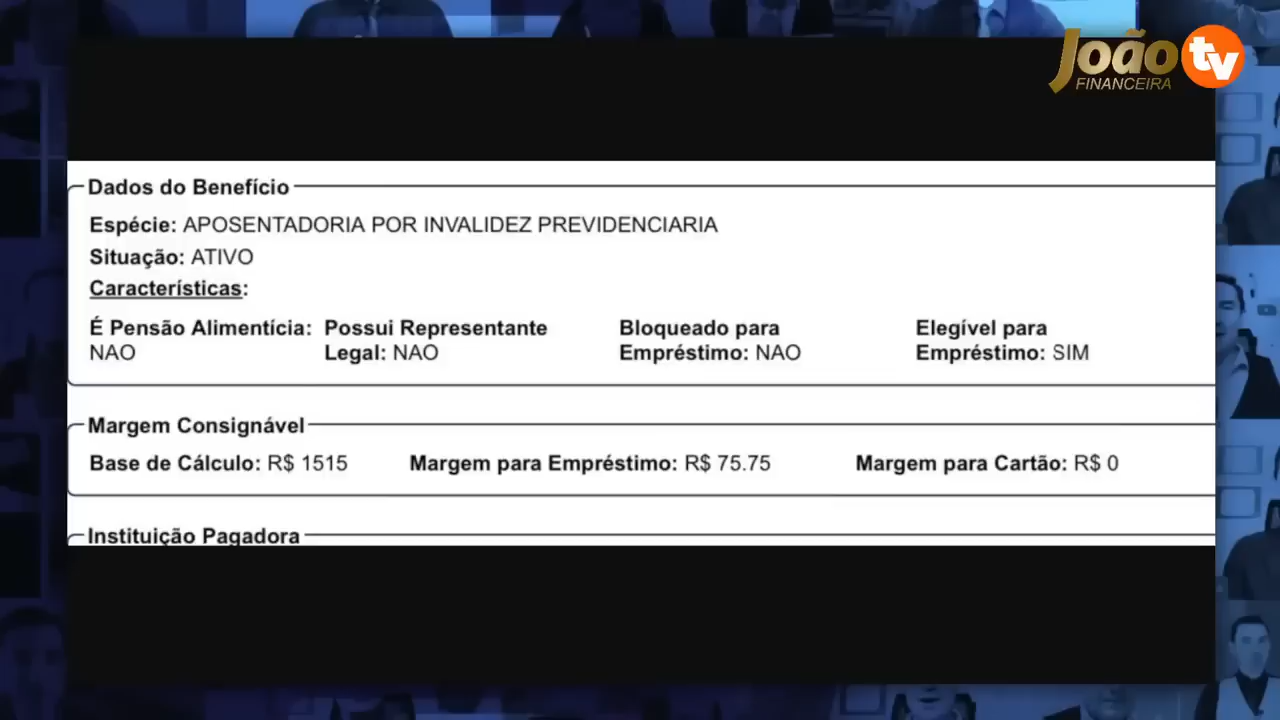 João
FINANCEIRA
tv
Dados do Benefício
Espécie: APOSENTADORIA POR INVALIDEZ PREVIDENCIARIA
Situação: ATIVO
Características:
É Pensão Alimentícia: Possui Representante Bloqueado para Elegível para
NAO Legal: NAO Empréstimo: NAO Empréstimo: SIM
Margem Consignável
Base de Cálculo: R$ 1515 Margem para Empréstimo: R$ 75.75 Margem para Cartão: R$ 0
Instituição Pagadora